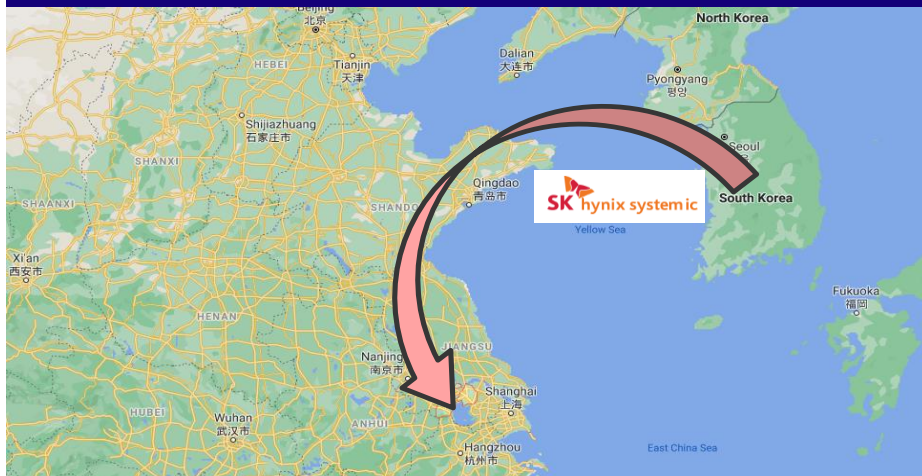 Beijing
北京
North Korea
Dalian
大连市
HEBEI
Tianjin
天津
Pyongyang
평양
Shijiazhuang
石家庄市
Seoul
SHANXI
Qingdao
青岛市
SK hynix system ic
South Korea
SHAANXI
SHANDO
Yellow Sea
Xi'an
西安市
Fukuoka
福岡
HENAN
JIANGSU
Nanjing
南京市
Shanghai
上海
HUBEI
Wuhan
武汉市
ANHUI
Hangzhou
杭州市
East China Sea